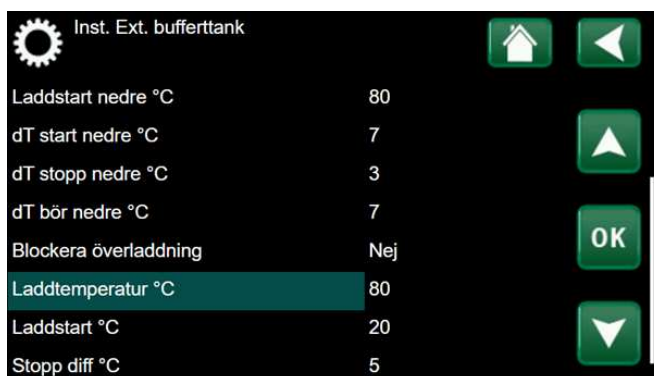 Inst. Ext. bufferttank
Laddstart nedre °C 80
dT start nedre °C 7
dT stopp nedre °C 3
dT bör nedre °C 7
Blockera överladdning Nej
OK
Laddtemperatur °C 80
Laddstart °C 20
Stopp diff °C 5